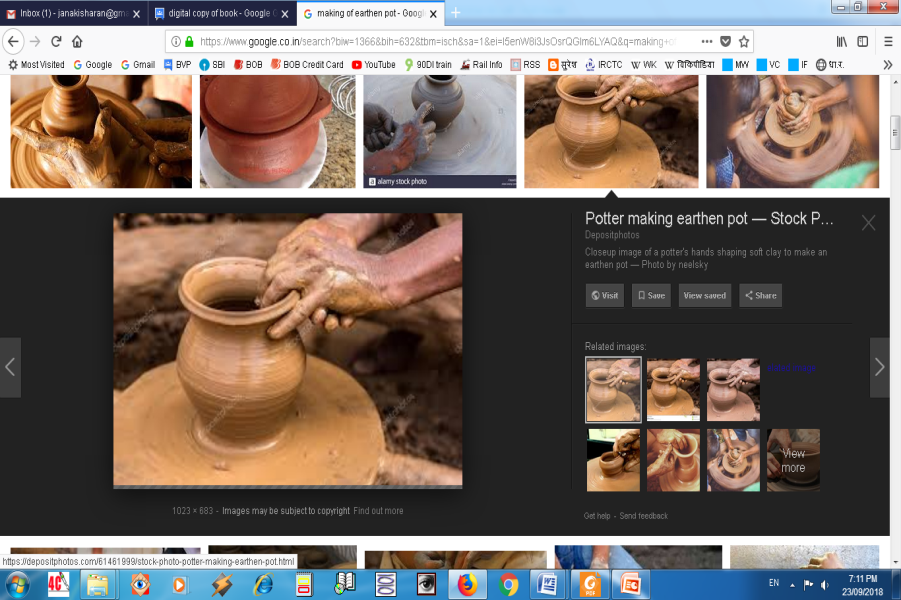 Inbox (1) - janakisharan@gma
digital copy of book - Google
making of earthen pot - Goog
https://www.google.co.in/search?biw=1366&bih=632&tbm=isch&sa=1&ei=
Most Visited Google Gmail BVP SBI BOB BOB Credit Card YouTube 90DI train Rail Info RSS सुरेश IRCTC WK विकिपीडिया MW VC IF धा.र.
a alamy stock photo
Potter making earthen pot — Stock P...
Depositphotos
Closeup image of a potter's hands shaping soft clay to make an
earthen pot — Photo by neelsky
Visit Save View saved Share
Related images:
View
more
1023 × 683 - Images may be subject to copyright Find out more
Get help - Send feedback
https://depositphotos.com/61461999/stock-photo-potter-making-earthen-pot.html
EN
7:11 PM
23/09/2018